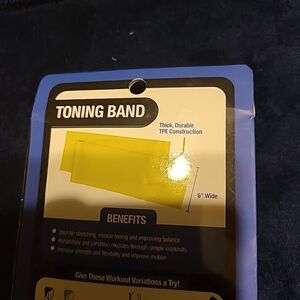 TONING BAND
Thick, Durable
TPE Construction
6" Wide
BENEFITS
Ideal for stretching, muscle toning and improving balance
Rehabilitate and condition muscles through simple workouts
Increase strength and flexibility and improve motion
Give These Workout Variations a Try!